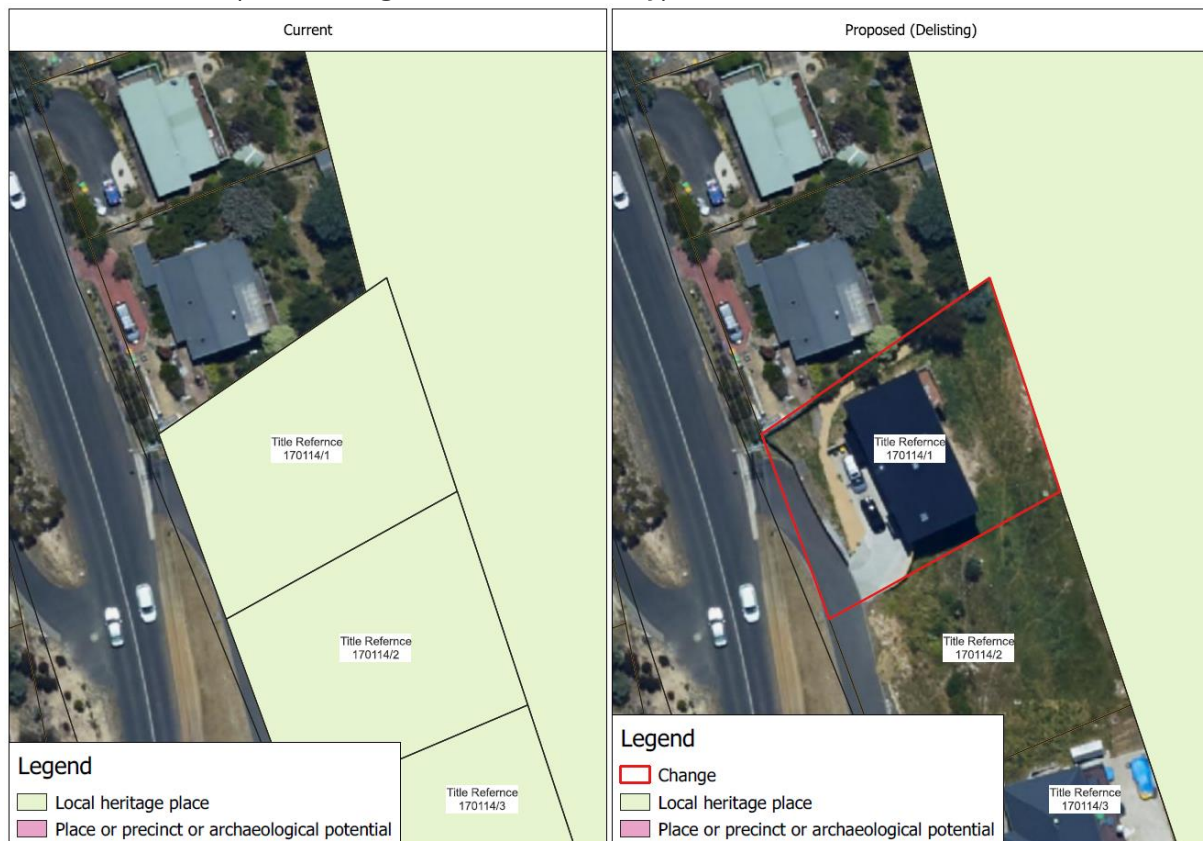 Current
Title Refernce
170114/1
Title Refernce
170114/2
Title Refernce
170114/3
Legend
Local heritage place
Place or precinct or archaeological potential
Proposed (Delisting)
Title Refernce
170114/1
Title Refernce
170114/2
Title Refernce
170114/3
Legend
Change
Local heritage place
Place or precinct or archaeological potential